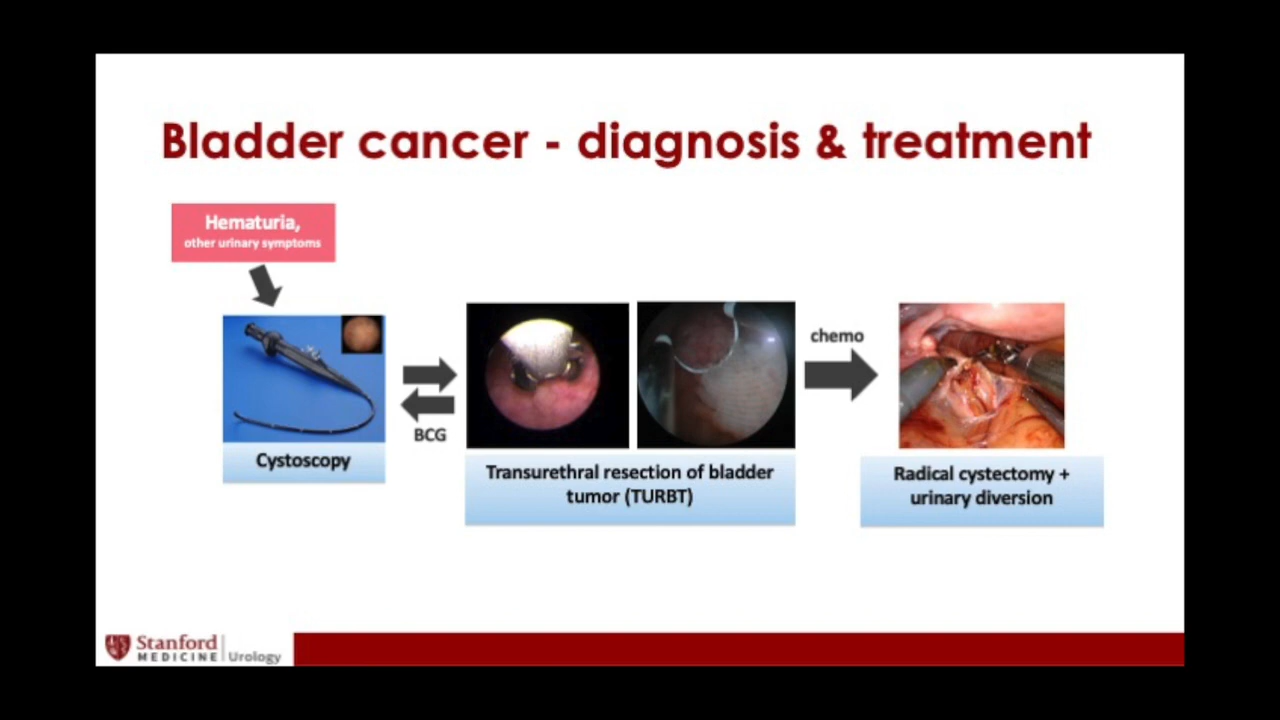 Bladder cancer - diagnosis & treatment
Hematuria,
other urinary symptoms
Cystoscopy
BCG
Transurethral resection of bladder
tumor (TURBT)
chemo
Radical cystectomy +
urinary diversion
Stanford
MEDICINE
Urology